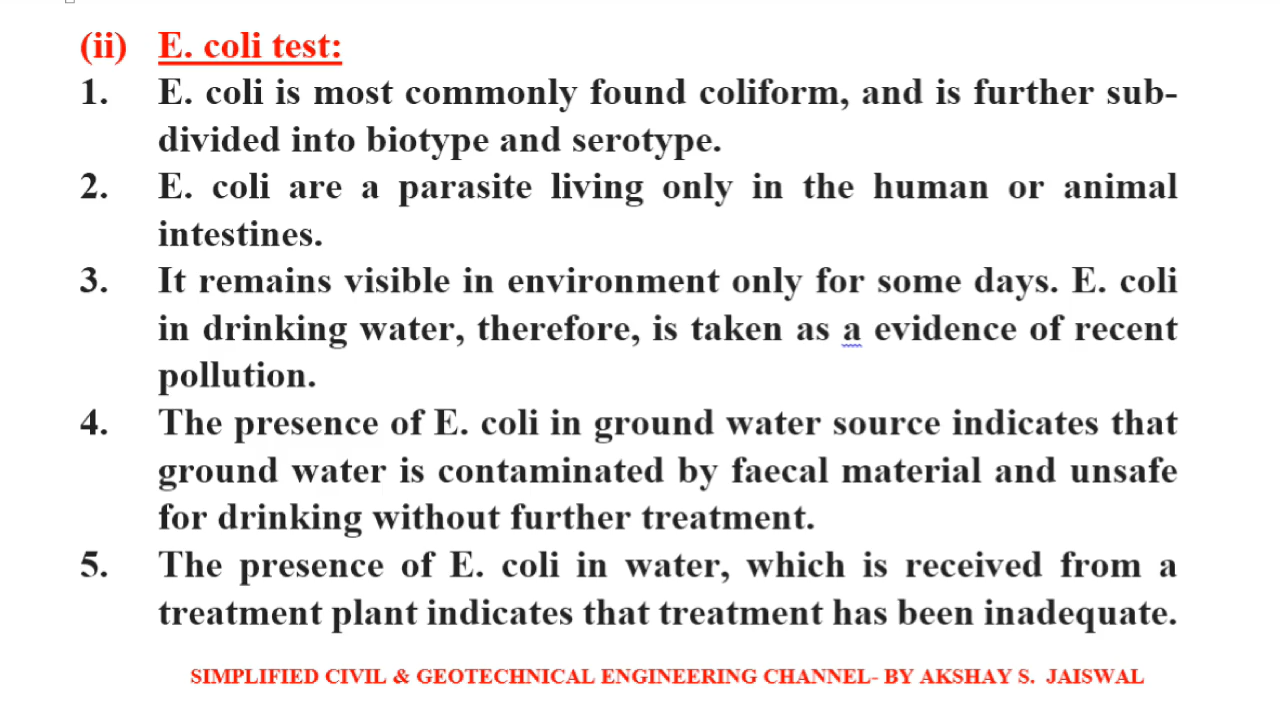 (ii) E. coli test:
1. E. coli is most commonly found coliform, and is further sub-
divided into biotype and serotype.
2. E. coli are a parasite living only in the human or animal
intestines.
3. It remains visible in environment only for some days. E. coli
in drinking water, therefore, is taken as a evidence of recent
pollution.
4. The presence of E. coli in ground water source indicates that
ground water is contaminated by faecal material and unsafe
for drinking without further treatment.
5. The presence of E. coli in water, which is received from a
treatment plant indicates that treatment has been inadequate.
SIMPLIFIED CIVIL & GEOTECHNICAL ENGINEERING CHANNEL- BY AKSHAY S. JAISWAL